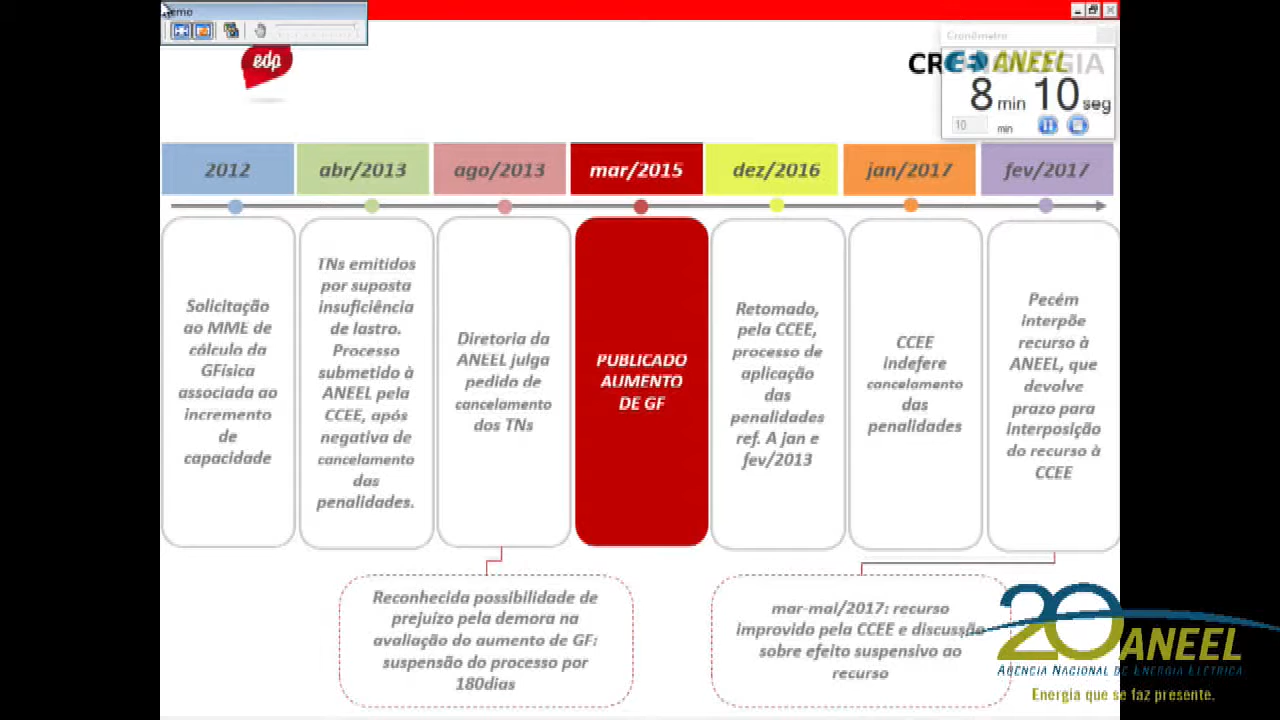 emo
edp
Cronômetro
ANEEL
8 min 10 seg
10 min
2012
abr/2013
ago/2013
mar/2015
dez/2016
jan/2017
fev/2017
Solicitação
ao MME de
cálculo da
GFísica
associada ao
incremento
de
capacidade
TNs emitidos
por suposta
insuficiência
de lastro.
Processo
submetido à
ANEEL pela
CCEE, após
negativa de
cancelamento
das
penalidades.
Diretoria da
ANEEL julga
pedido de
cancelamento
dos TNs
PUBLICADO
AUMENTO
DE GF
Retomado,
pela CCEE,
processo de
aplicação
das
penalidades
ref. A jan e
fev/2013
CCEE
indefere
cancelamento
das
penalidades
Pecém
interpõe
recurso à
ANEEL, que
devolve
prazo para
interposição
do recurso à
CCEE
Reconhecida possibilidade de
prejuízo pela demora na
avaliação do aumento de GF:
suspensão do processo por
180dias
mar-mai/2017: recurso
improvido pela CCEE e discussão
sobre efeito suspensivo ao
recurso
20 ANEEL
AGÊNCIA NACIONAL DE ENERGIA ELÉTRICA
Energia que se faz presente.